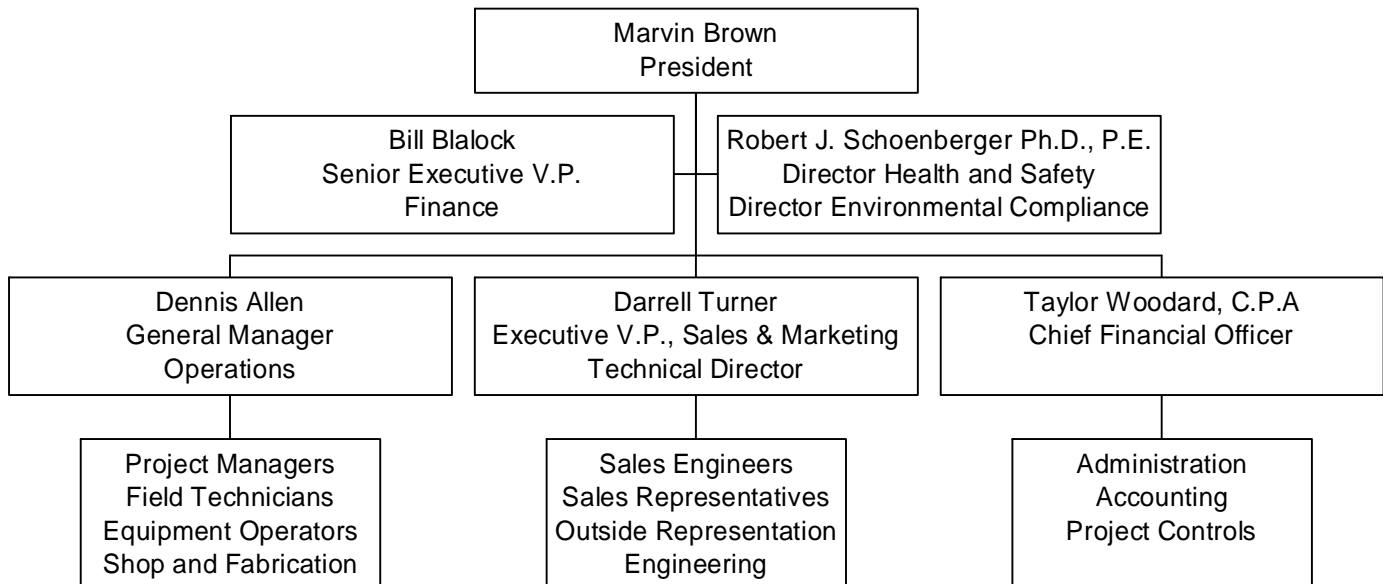 Marvin Brown
President
Bill Blalock
Senior Executive V.P.
Finance
Robert J. Schoenberger Ph.D., P.E.
Director Health and Safety
Director Environmental Compliance
Dennis Allen
General Manager
Operations
Darrell Turner
Executive V.P., Sales & Marketing
Technical Director
Taylor Woodard, C.P.A
Chief Financial Officer
Project Managers
Field Technicians
Equipment Operators
Shop and Fabrication
Sales Engineers
Sales Representatives
Outside Representation
Engineering
Administration
Accounting
Project Controls